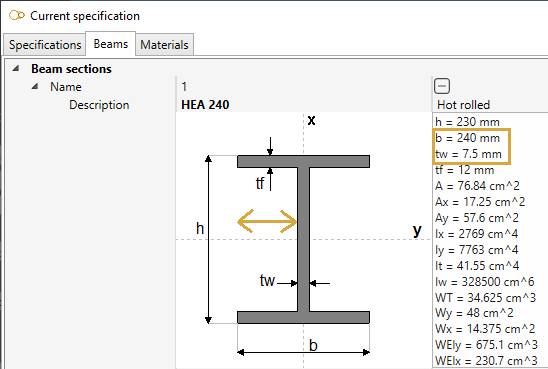 Current specification
Specifications Beams Materials
Beam sections
Name 1
Description HEA 240 Hot rolled
x
tf
h
y
tw
b
h = 230 mm
b = 240 mm
tw = 7.5 mm
tf = 12 mm
A = 76.84 cm^2
Ax = 17.25 cm^2
Ay = 57.6 cm^2
Ix = 2769 cm^4
Iy = 7763 cm^4
It = 41.55 cm^4
Iw = 328500 cm^6
WT = 34.625 cm^3
Wy = 48 cm^2
Wx = 14.375 cm^2
WEly = 675.1 cm^3
WElx = 230.7 cm^3